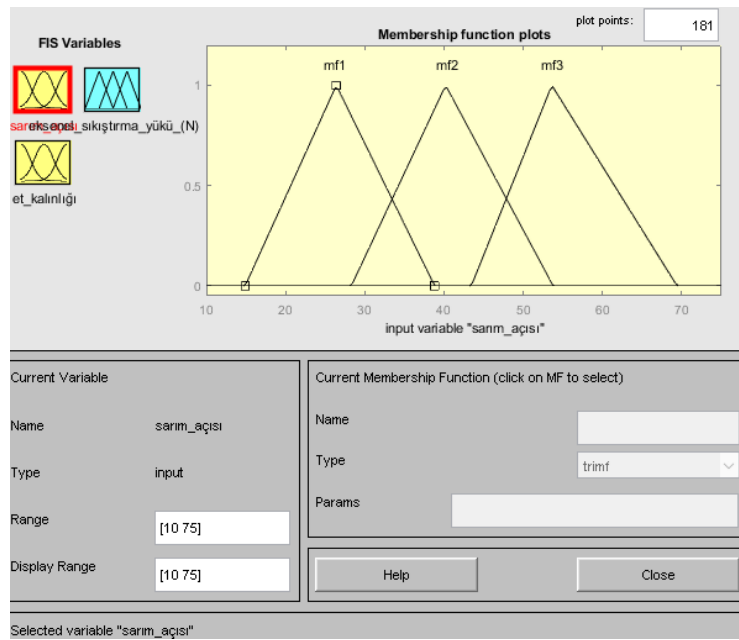 FIS Variables
Membership function plots
plot points:
181
mf1
mf2
mf3
1
0.5
0
10
20
30
40
50
60
70
input variable "sarım_açısı"
sarım_açısı
eksenel_sıkıştırma_yükü_(N)
et_kalınlığı
Current Variable
Name
sarım_açısı
Type
input
Range
[10 75]
Display Range
[10 75]
Current Membership Function (click on MF to select)
Name
Type
trimf
Params
Help
Close
Selected variable "sarım_açısı"